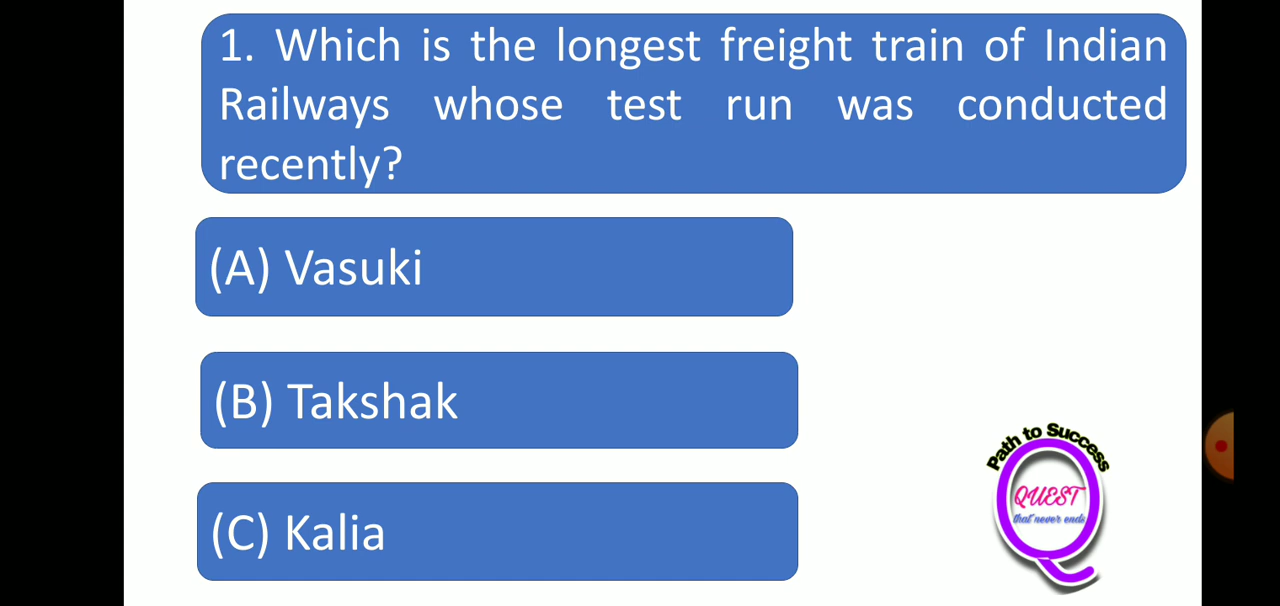 1. Which is the longest freight train of Indian
Railways whose test run was conducted
recently?
(A) Vasuki
(B) Takshak
(C) Kalia
Path to Success
QUEST
that never ends